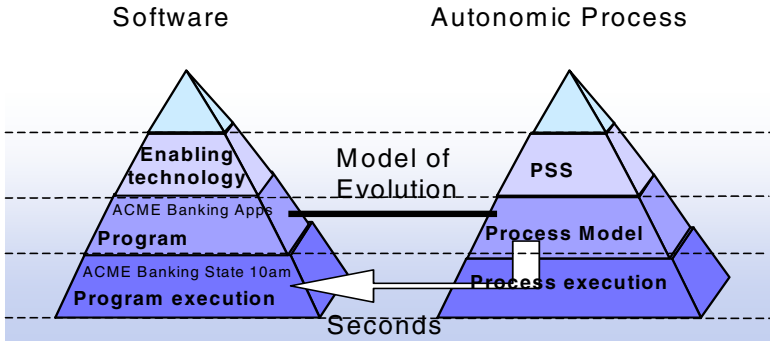 Software
Autonomic Process
Enabling
technology
Model of
Evolution
PSS
ACME Banking Apps
Program
Process Model
ACME Banking State 10am
Program execution
Process execution
Seconds